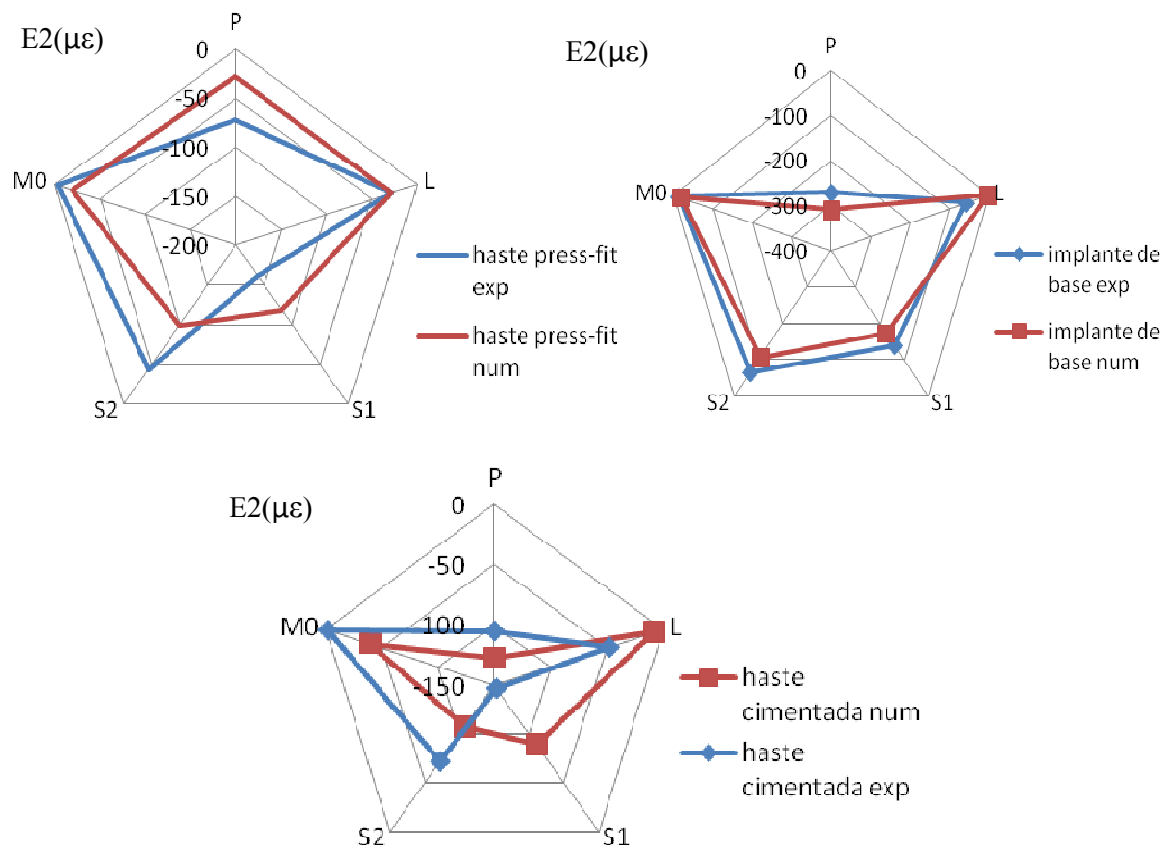 E2(µε)
P
0
-50
-100
-150
-200
M0
L
S2
S1
haste press-fit
exp
haste press-fit
num
E2(µε)
P
0
-100
-200
-300
-400
M0
L
S2
S1
implante de
base exp
implante de
base num
E2(µε)
P
0
-50
100
-150
M0
L
S2
S1
haste
cimentada num
haste
cimentada exp